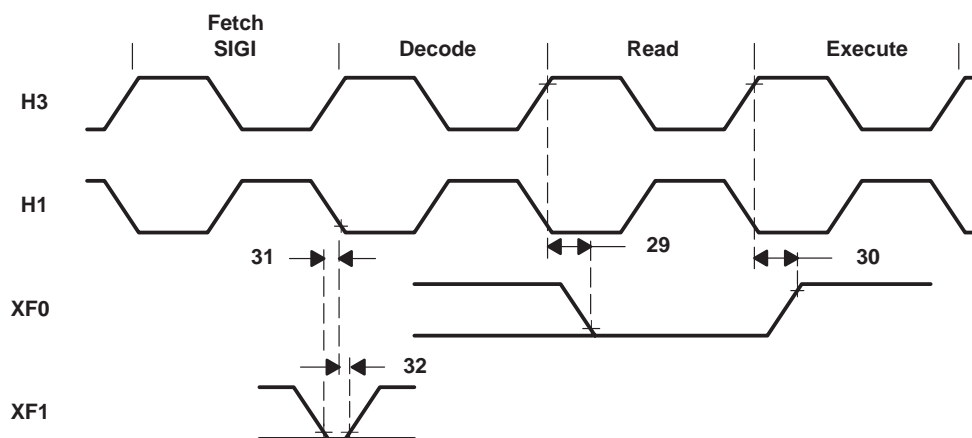 Fetch
SIGI
Decode
Read
Execute
H3
H1
31
29
30
XF0
32
XF1